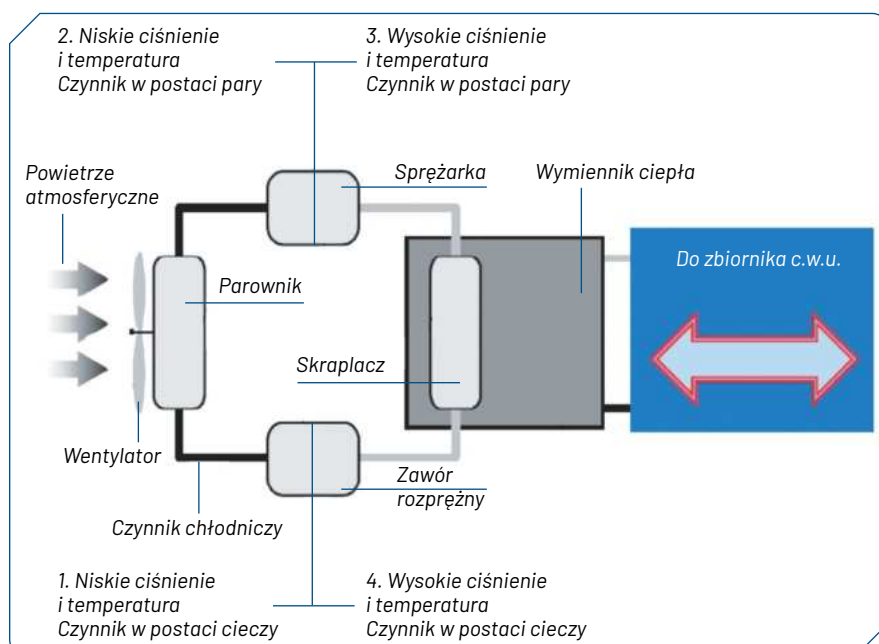 2. Niskie ciśnienie
i temperatura
Czynnik w postaci pary
3. Wysokie ciśnienie
i temperatura
Czynnik w postaci pary
Powietrze
atmosferyczne
Sprężarka
Wymiennik ciepła
Do zbiornika c.w.u.
Parownik
Skraplacz
Wentylator
Zawór
rozprężny
Czynnik chłodniczy
1. Niskie ciśnienie
i temperatura
Czynnik w postaci cieczy
4. Wysokie ciśnienie
i temperatura
Czynnik w postaci cieczy